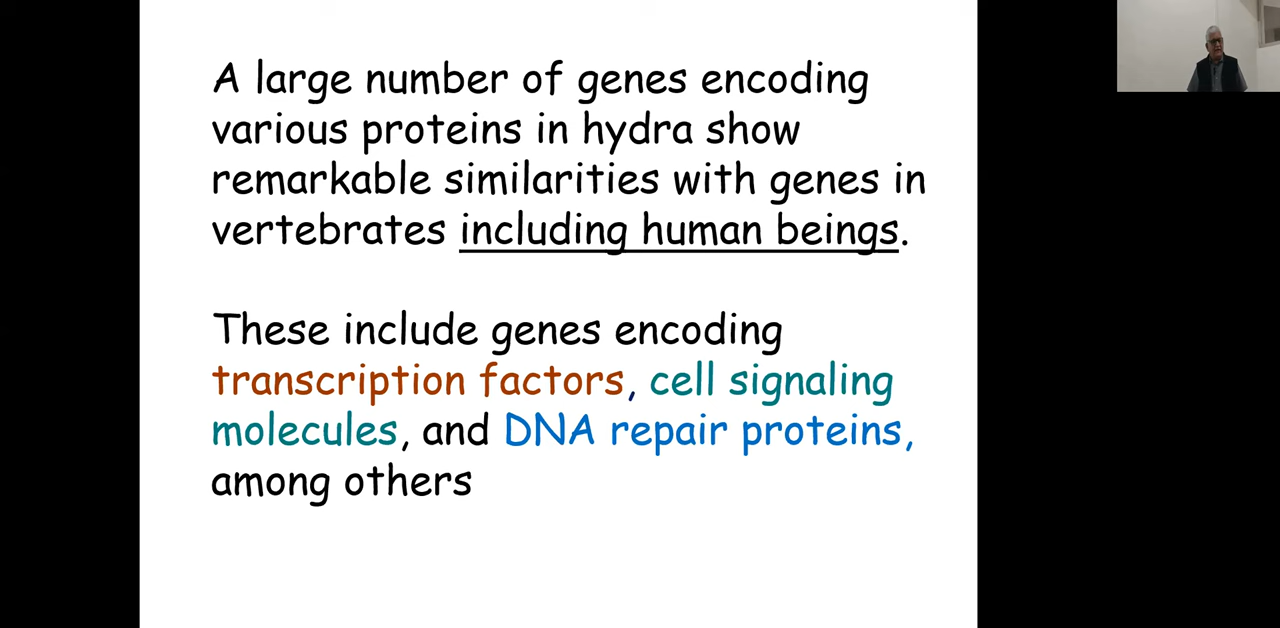 A large number of genes encoding
various proteins in hydra show
remarkable similarities with genes in
vertebrates including human beings.
These include genes encoding
transcription factors, cell signaling
molecules, and DNA repair proteins,
among others